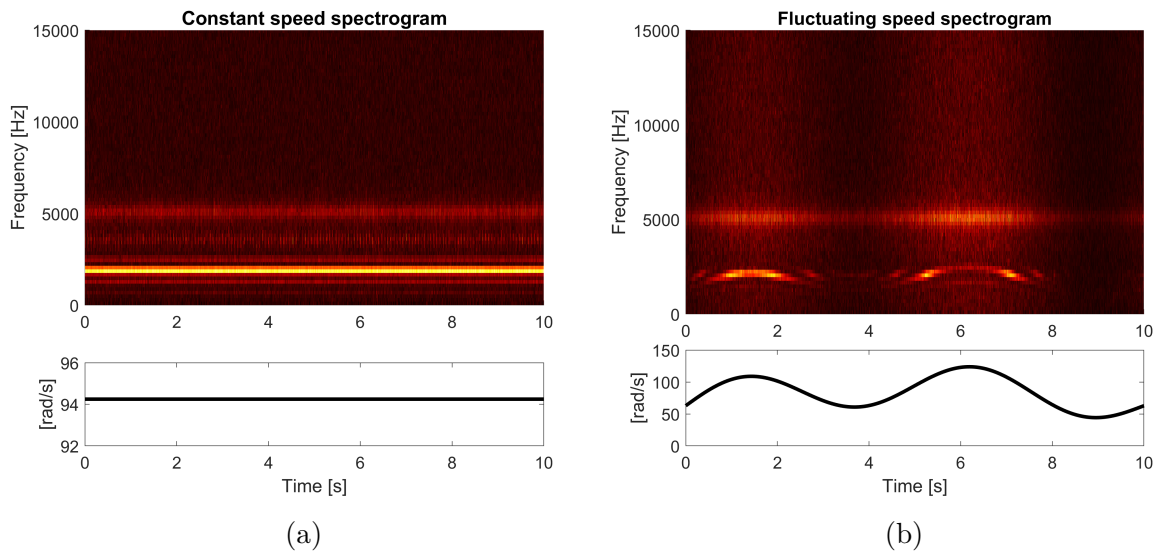 Constant speed spectrogram
15000
10000
5000
0
Frequency [Hz]
0 2 4 6 8 10
96
94
92
[rad/s]
0 2 4 6 8 10
Time [s]
(a)
Fluctuating speed spectrogram
15000
10000
5000
0
Frequency [Hz]
0 2 4 6 8 10
150
100
50
0
[rad/s]
0 2 4 6 8 10
Time [s]
(b)